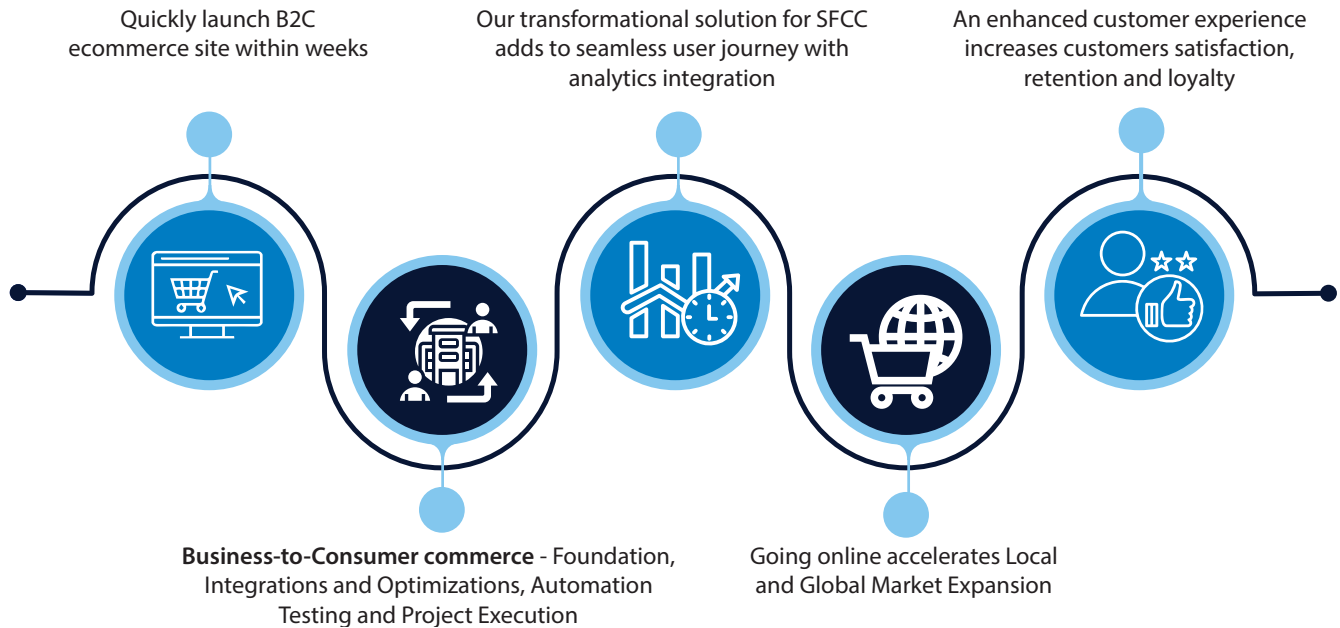 Quickly launch B2C
ecommerce site within weeks
Business-to-Consumer commerce - Foundation,
Integrations and Optimizations, Automation
Testing and Project Execution
Our transformational solution for SFCC
adds to seamless user journey with
analytics integration
Going online accelerates Local
and Global Market Expansion
An enhanced customer experience
increases customers satisfaction,
retention and loyalty